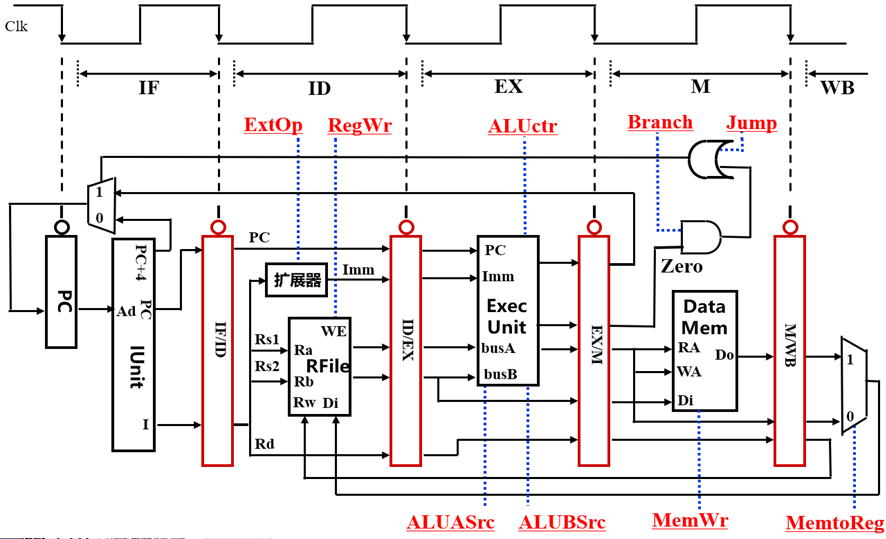 Clk
IF
ID
EX
M
WB
ExtOp
RegWr
ALUctr
Branch
Jump
1
0
PC
PC+4
PC
Ad
IUnit
I
IF/ID
PC
扩展器
Imm
Rs1
Rs2
Rd
WE
Ra
RFile
Rb
Rw Di
ID/EX
PC
Imm
Exec
Unit
busA
busB
EX/M
Zero
Data
Mem
RA
Do
WA
Di
M/WB
1
0
ALUASrc
ALUBSrc
MemWr
MemtoReg